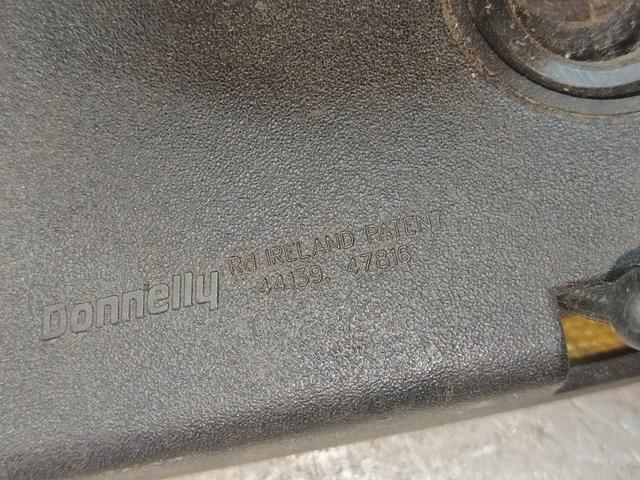 Donnelly
Rd IRELAND PATENT
44139, 47816